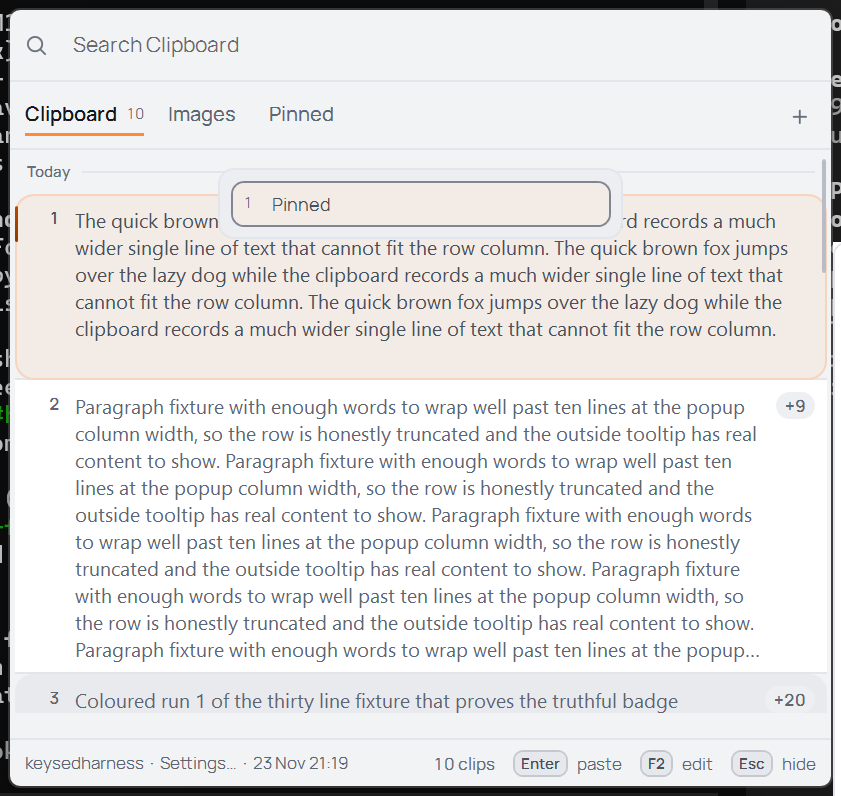 Search Clipboard
Clipboard 10 Images Pinned +
Today
1 Pinned
1 The quick brown rd records a much
wider single line of text that cannot fit the row column. The quick brown fox jumps
over the lazy dog while the clipboard records a much wider single line of text that
cannot fit the row column. The quick brown fox jumps over the lazy dog while the
clipboard records a much wider single line of text that cannot fit the row column.
2 Paragraph fixture with enough words to wrap well past ten lines at the popup +9
column width, so the row is honestly truncated and the outside tooltip has real
content to show. Paragraph fixture with enough words to wrap well past ten
lines at the popup column width, so the row is honestly truncated and the
outside tooltip has real content to show. Paragraph fixture with enough words
to wrap well past ten lines at the popup column width, so the row is honestly
truncated and the outside tooltip has real content to show. Paragraph fixture
with enough words to wrap well past ten lines at the popup column width, so
the row is honestly truncated and the outside tooltip has real content to show.
Paragraph fixture with enough words to wrap well past ten lines at the popup...
3 Coloured run 1 of the thirty line fixture that proves the truthful badge +20
keysedharness · Settings... · 23 Nov 21:19 10 clips Enter paste F2 edit Esc hide